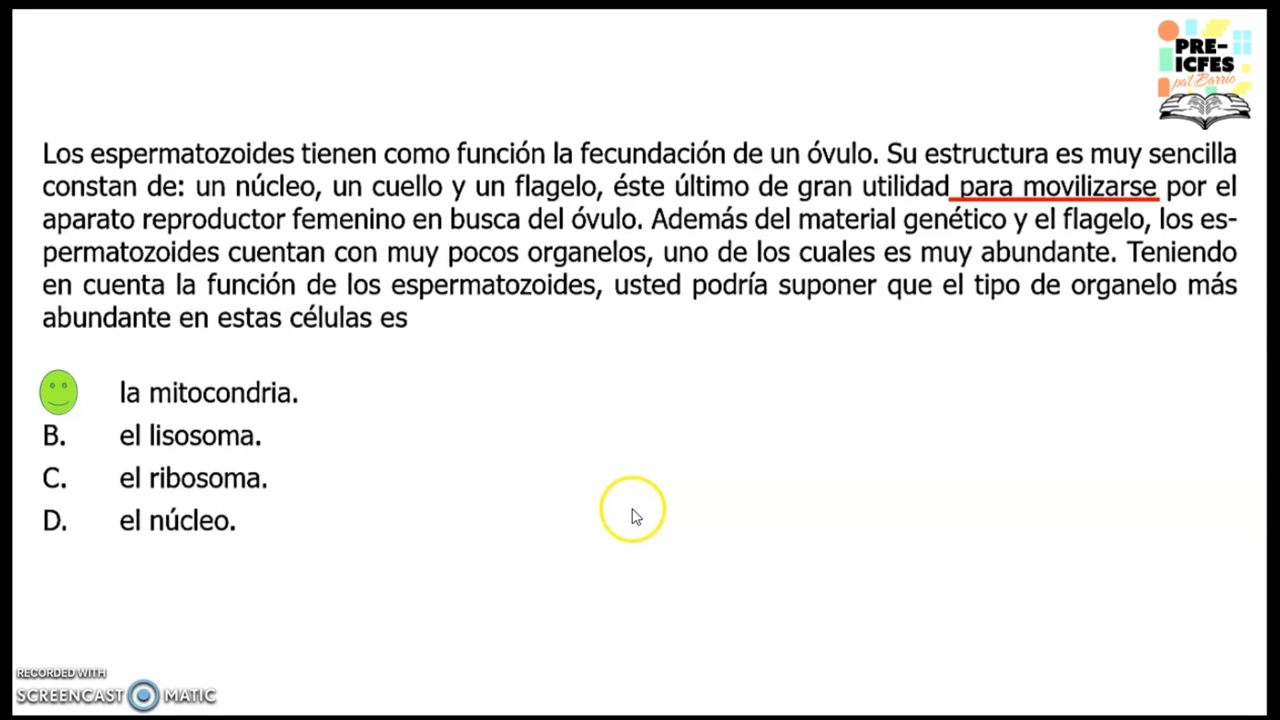 PRE-
ICFES
pat Barrio
Los espermatozoides tienen como función la fecundación de un óvulo. Su estructura es muy sencilla
constan de: un núcleo, un cuello y un flagelo, éste último de gran utilidad para movilizarse por el
aparato reproductor femenino en busca del óvulo. Además del material genético y el flagelo, los es-
permatozoides cuentan con muy pocos organelos, uno de los cuales es muy abundante. Teniendo
en cuenta la función de los espermatozoides, usted podría suponer que el tipo de organelo más
abundante en estas células es
la mitocondria.
B. el lisosoma.
C. el ribosoma.
D. el núcleo.
RECORDED WITH
SCREENCAST MATIC